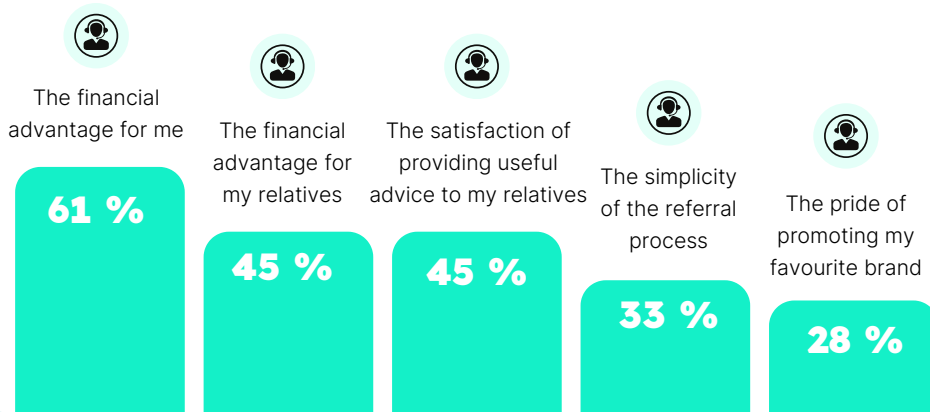 The financial
advantage for me
61 %
The financial
advantage for
my relatives
45 %
The satisfaction of
providing useful
advice to my relatives
45 %
The simplicity
of the referral
process
33 %
The pride of
promoting my
favourite brand
28 %